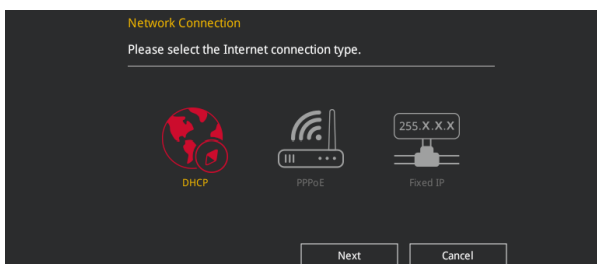 Network Connection
Please select the Internet connection type.
255.X.X.X
DHCP
PPPoE
Fixed IP
Next
Cancel